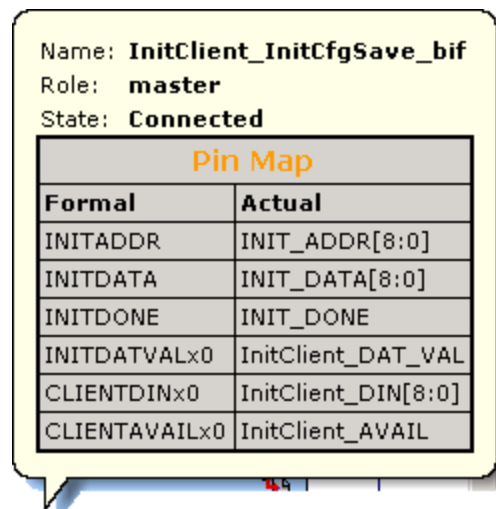 Name: InitClient_InitCfgSave_bif
Role: master
State: Connected
Pin Map
Formal Actual
INITADDR INIT_ADDR[8:0]
INITDATA INIT_DATA[8:0]
INITDONE INIT_DONE
INITDATVALx0 InitClient_DAT_VAL
CLIENTDINx0 InitClient_DIN[8:0]
CLIENTAVAILx0 InitClient_AVAIL